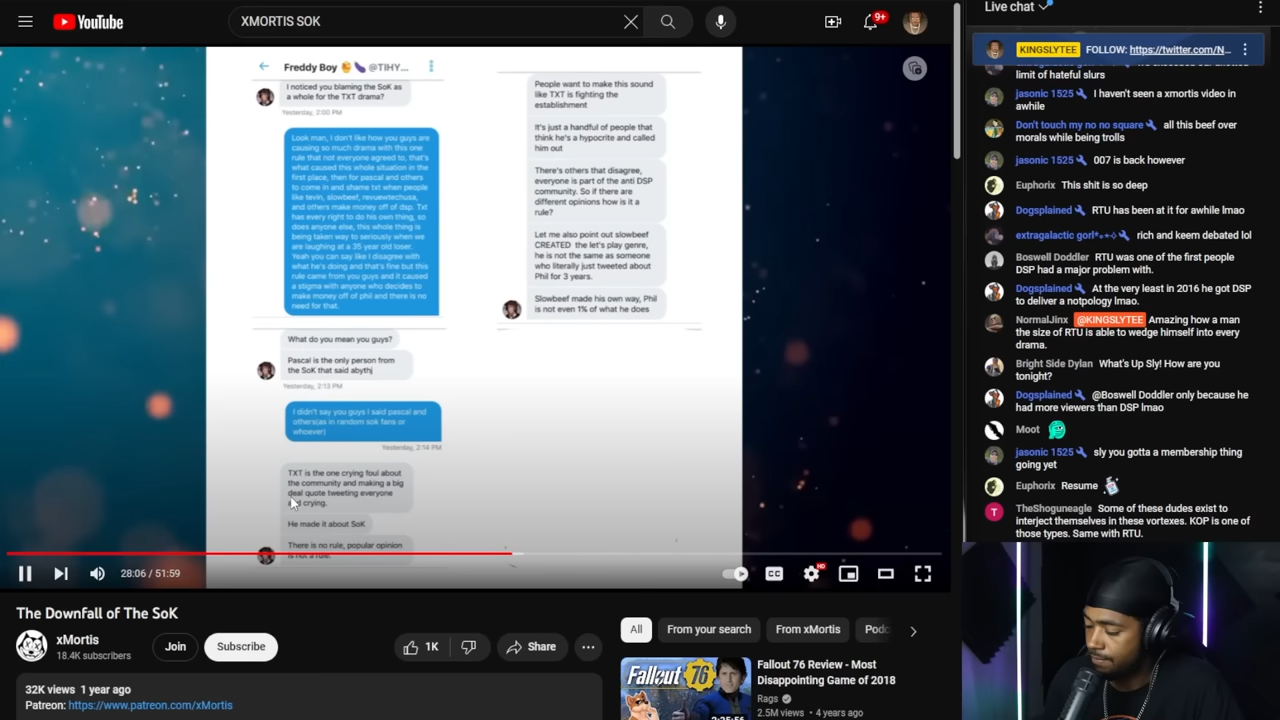 YouTube
XMORTIS SOK
9+
Freddy Boy @TIHY...
I noticed you blaming the SoK as
a whole for the TXT drama?
Yesterday, 2:00 PM
Look man, I don't like how you guys are
causing so much drama with this one
rule that not everyone agreed to, that's
what caused this whole situation in the
first place, then for pascal and others
to come in and shame txt when people
like tevin, slowbeef, revuewtechusa,
and others make money off of dsp. Txt
has every right to do his own thing, so
does anyone else, this whole thing is
being taken way to seriously when we
are laughing at a 35 year old loser.
Yeah you can say like I disagree with
what he's doing and that's fine but this
rule came from you guys and it caused
a stigma with anyone who decides to
make money off of phil and there is no
need for that.
What do you mean you guys?
Pascal is the only person from
the SoK that said abythj
Yesterday, 2:13 PM
I didn't say you guys I said pascal and
others(as in random sok fans or
whoever)
Yesterday, 2:14 PM
TXT is the one crying foul about
the community and making a big
deal quote tweeting everyone
and crying.
He made it about SoK
There is no rule, popular opinion
is not a rule.
People want to make this sound
like TXT is fighting the
establishment
It's just a handful of people that
think he's a hypocrite and called
him out
There's others that disagree,
everyone is part of the anti DSP
community. So if there are
different opinions how is it a
rule?
Let me also point out slowbeef
CREATED the let's play genre,
he is not the same as someone
who literally just tweeted about
Phil for 3 years.
Slowbeef made his own way, Phil
is not even 1% of what he does
28:06 / 51:59
CC
HD
The Downfall of The SoK
xMortis
18.4K subscribers
Join
Subscribe
1K
Share
32K views 1 year ago
Patreon: https://www.patreon.com/xMortis
All
From your search
From xMortis
Podc
Fallout 76
2:25:56
Fallout 76 Review - Most
Disappointing Game of 2018
Rags
2.5M views • 4 years ago
Live chat
KINGSLYTEE FOLLOW: https://twitter.com/N...
limit of hateful slurs
jasonic 1525 I haven't seen a xmortis video in
awhile
Don't touch my no no square all this beef over
morals while being trolls
jasonic 1525 007 is back however
Euphorix This shit is so deep
Dogsplained RTU has been at it for awhile lmao
extragalactic gorl rich and keem debated lol
Boswell Doddler RTU was one of the first people
DSP had a major problem with.
Dogsplained At the very least in 2016 he got DSP
to deliver a notpology lmao.
NormalJinx @KINGSLYTEE Amazing how a man
the size of RTU is able to wedge himself into every
drama.
Bright Side Dylan What's Up Sly! How are you
tonight?
Dogsplained @Boswell Doddler only because he
had more viewers than DSP lmao
Moot
jasonic 1525 sly you gotta a membership thing
going yet
Euphorix Resume
T
TheShoguneagle Some of these dudes exist to
interject themselves in these vortexes. KOP is one of
those types. Same with RTU.